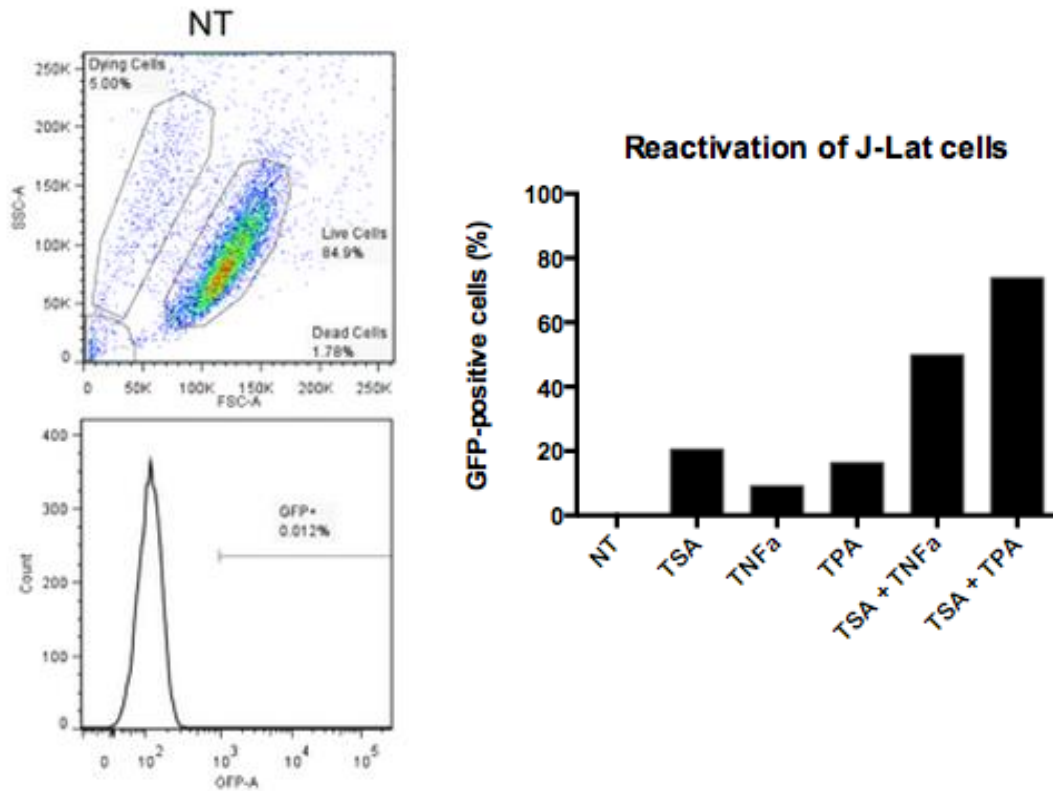 NT
250K
200K
150K
100K
50K
0
SSC-A
Dying Cells
5.00%
Live Cells
84.9%
Dead Cells
1.78%
0 50K 100K 150K 200K 250K
FSC-A
400
300
200
100
0
Count
GFP+
0.012%
0 10² 10³ 10⁴ 10⁵
GFP-A
Reactivation of J-Lat cells
100
80
60
40
20
0
GFP-positive cells (%)
NT
TSA
TNFa
TPA
TSA + TNFa
TSA + TPA